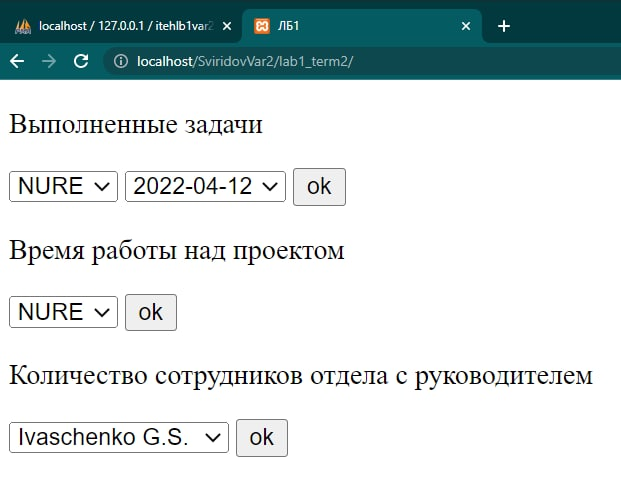 localhost / 127.0.0.1 / itehlb1var2
ЛБ1
localhost/SviridovVar2/lab1_term2/
Выполненные задачи
NURE 2022-04-12 ok
Время работы над проектом
NURE ok
Количество сотрудников отдела с руководителем
Ivaschenko G.S. ok